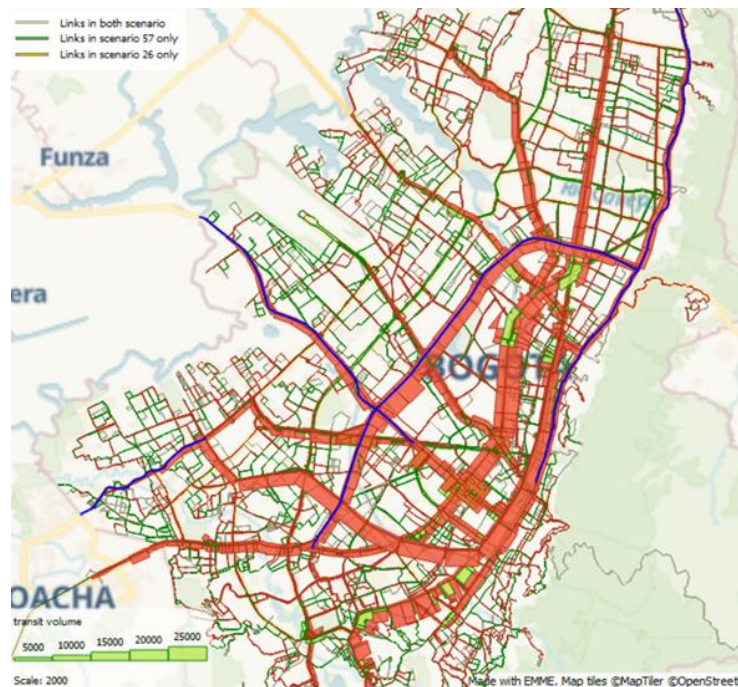 Links in both scenario
Links in scenario 57 only
Links in scenario 26 only
Funza
era
BOGOT
OACHA
transit volume
5000 10000 15000 20000 25000
Scale: 2000
Made with EMME. Map tiles ©MapTiler ©OpenStreet